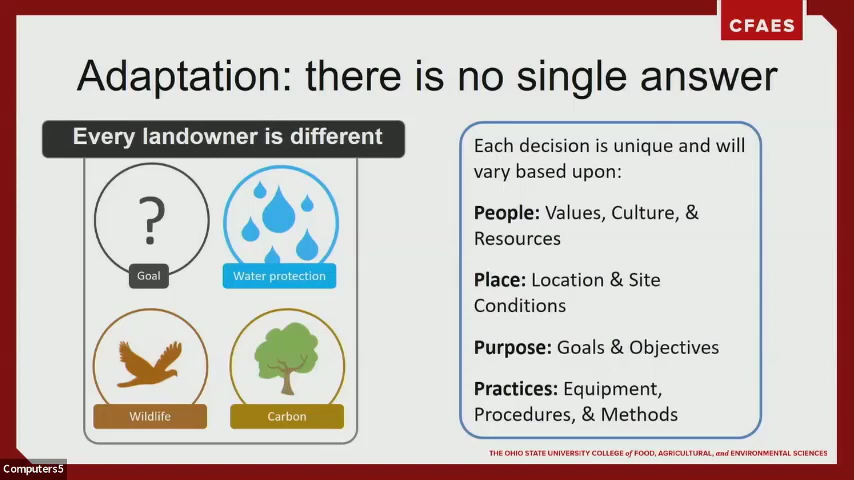 CFAES
Adaptation: there is no single answer
Every landowner is different
?
Goal
Water protection
Wildlife
Carbon
Each decision is unique and will
vary based upon:
People: Values, Culture, &
Resources
Place: Location & Site
Conditions
Purpose: Goals & Objectives
Practices: Equipment,
Procedures, & Methods
THE OHIO STATE UNIVERSITY COLLEGE of FOOD, AGRICULTURAL, and ENVIRONMENTAL SCIENCES
Computers5